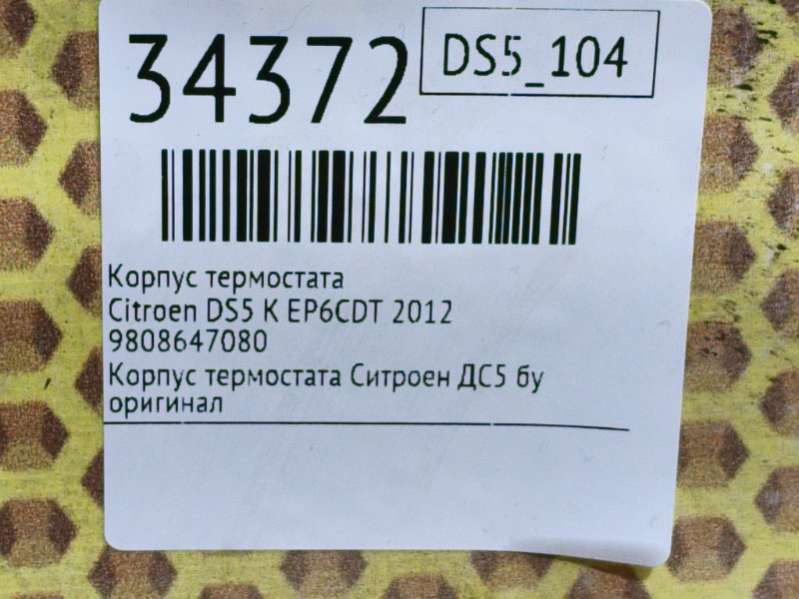 34372
DS5_104
Корпус термостата
Citroen DS5 K EP6CDT 2012
9808647080
Корпус термостата Ситроен ДС5 бу
оригинал